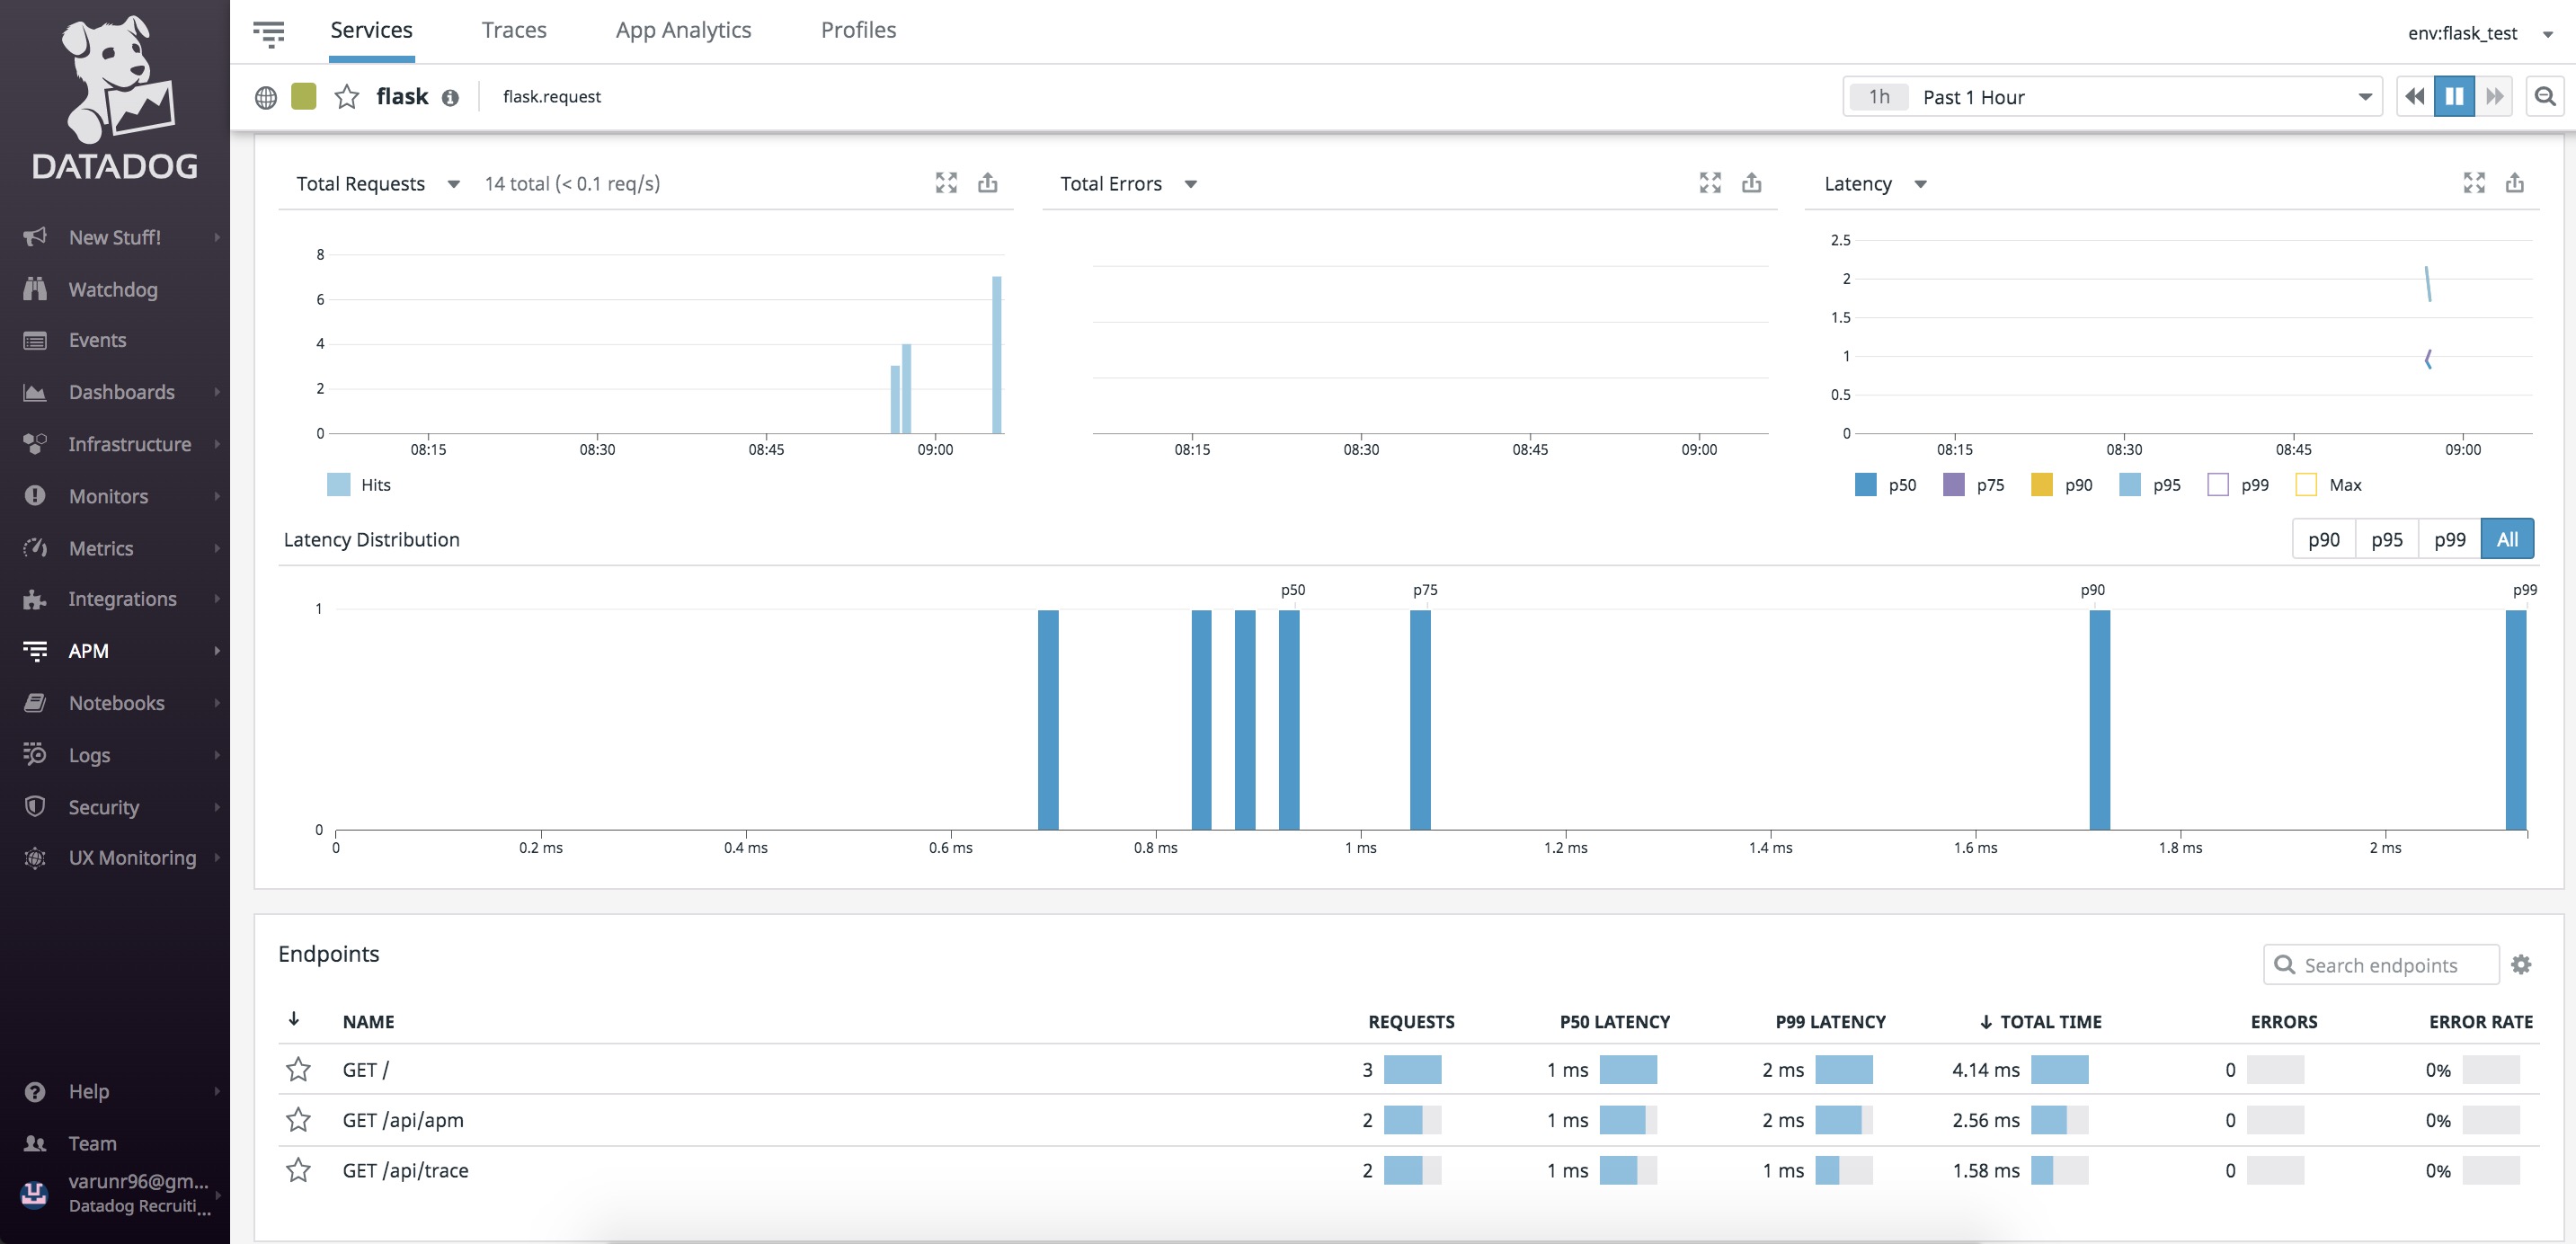 DATADOG
New Stuff!
Watchdog
Events
Dashboards
Infrastructure
Monitors
Metrics
Integrations
APM
Notebooks
Logs
Security
UX Monitoring
Help
Team
varunr96@gm...
Datadog Recruiti...
Services Traces App Analytics Profiles env:flask_test
flask flask.request 1h Past 1 Hour
Total Requests 14 total (< 0.1 req/s)
8
6
4
2
0
08:15 08:30 08:45 09:00
Hits
Total Errors
08:15 08:30 08:45 09:00
Latency
2.5
2
1.5
1
0.5
0
08:15 08:30 08:45 09:00
p50 p75 p90 p95 p99 Max
Latency Distribution p90 p95 p99 All
p50 p75 p90 p99
1
0
0 0.2 ms 0.4 ms 0.6 ms 0.8 ms 1 ms 1.2 ms 1.4 ms 1.6 ms 1.8 ms 2 ms
Endpoints Search endpoints
NAME REQUESTS P50 LATENCY P99 LATENCY TOTAL TIME ERRORS ERROR RATE
GET / 3 1 ms 2 ms 4.14 ms 0 0%
GET /api/apm 2 1 ms 2 ms 2.56 ms 0 0%
GET /api/trace 2 1 ms 1 ms 1.58 ms 0 0%